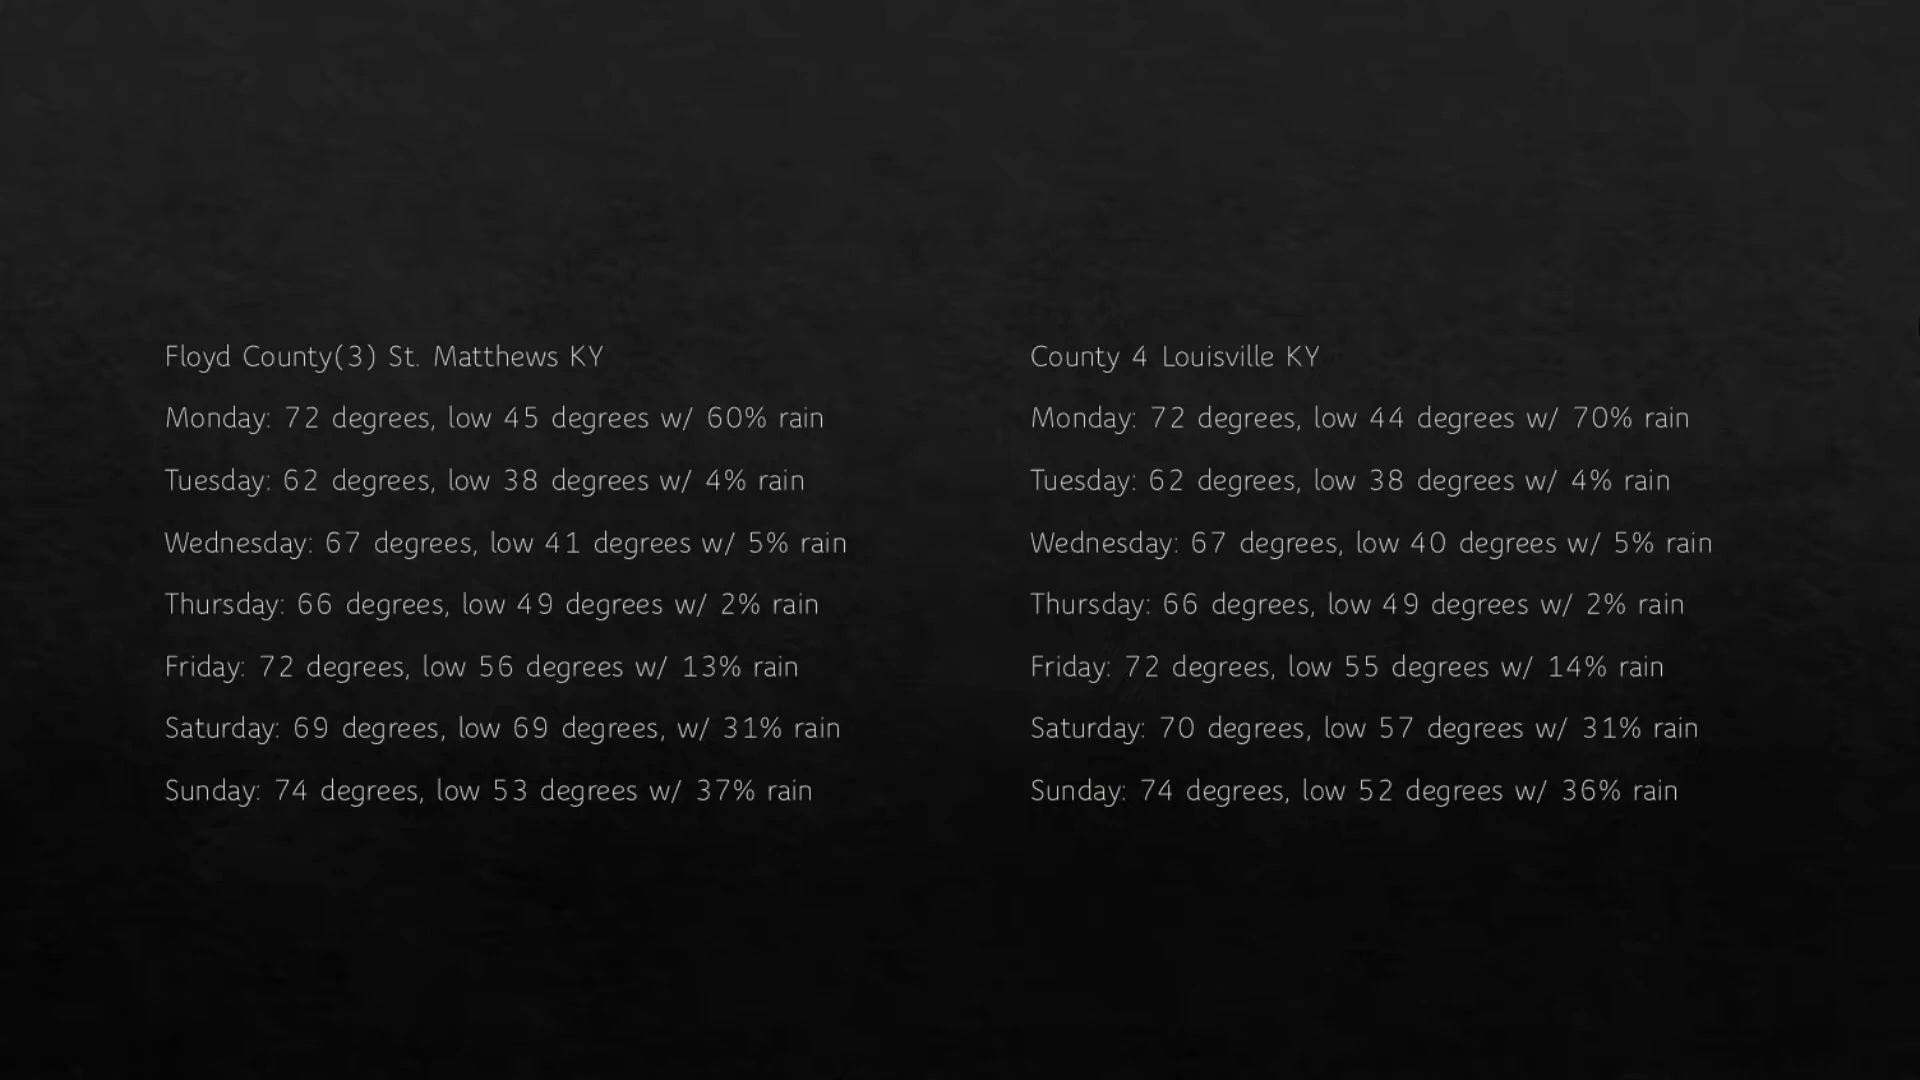 Floyd County(3) St. Matthews KY
Monday: 72 degrees, low 45 degrees w/ 60% rain
Tuesday: 62 degrees, low 38 degrees w/ 4% rain
Wednesday: 67 degrees, low 41 degrees w/ 5% rain
Thursday: 66 degrees, low 49 degrees w/ 2% rain
Friday: 72 degrees, low 56 degrees w/ 13% rain
Saturday: 69 degrees, low 69 degrees, w/ 31% rain
Sunday: 74 degrees, low 53 degrees w/ 37% rain
County 4 Louisville KY
Monday: 72 degrees, low 44 degrees w/ 70% rain
Tuesday: 62 degrees, low 38 degrees w/ 4% rain
Wednesday: 67 degrees, low 40 degrees w/ 5% rain
Thursday: 66 degrees, low 49 degrees w/ 2% rain
Friday: 72 degrees, low 55 degrees w/ 14% rain
Saturday: 70 degrees, low 57 degrees w/ 31% rain
Sunday: 74 degrees, low 52 degrees w/ 36% rain